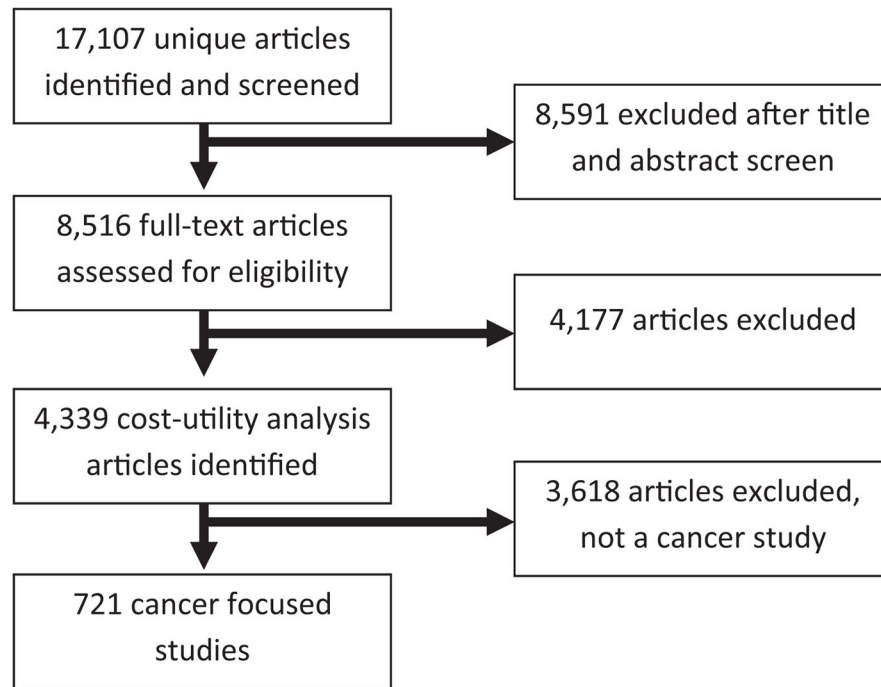 17,107 unique articles
identified and screened
8,591 excluded after title
and abstract screen
8,516 full-text articles
assessed for eligibility
4,177 articles excluded
4,339 cost-utility analysis
articles identified
3,618 articles excluded,
not a cancer study
721 cancer focused
studies